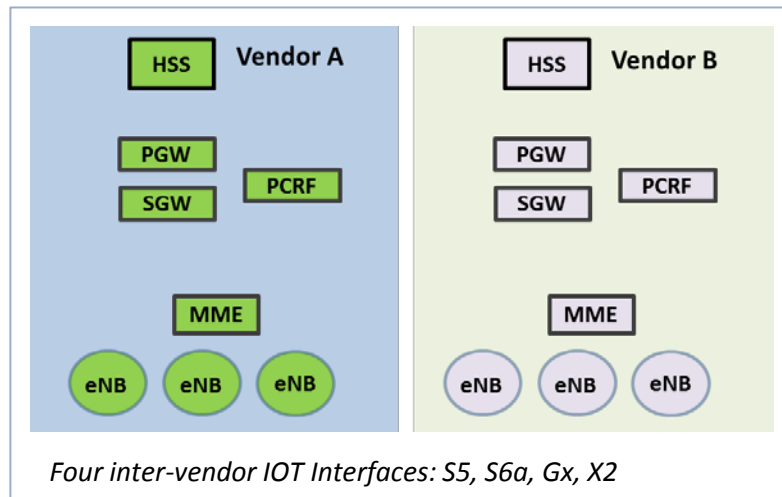 HSS Vendor A
PGW
PCRF
SGW
MME
eNB eNB eNB
HSS Vendor B
PGW
PCRF
SGW
MME
eNB eNB eNB
Four inter-vendor IOT Interfaces: S5, S6a, Gx, X2